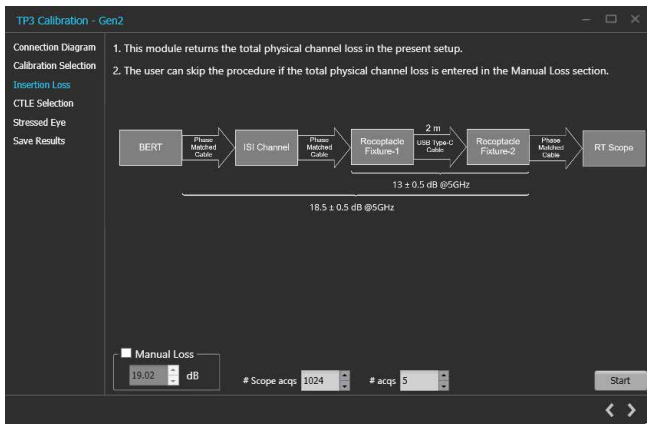 TP3 Calibration - Gen2
Connection Diagram
Calibration Selection
Insertion Loss
CTLE Selection
Stressed Eye
Save Results
1. This module returns the total physical channel loss in the present setup.
2. The user can skip the procedure if the total physical channel loss is entered in the Manual Loss section.
BERT
Phase
Matched
Cable
ISI Channel
Phase
Matched
Cable
Receptacle
Fixture-1
2 m
USB Type-C
Cable
Receptacle
Fixture-2
Phase
Matched
Cable
RT Scope
13 ± 0.5 dB @5GHz
18.5 ± 0.5 dB @5GHz
Manual Loss
19.02 dB
# Scope acqs 1024
# acqs 5
Start